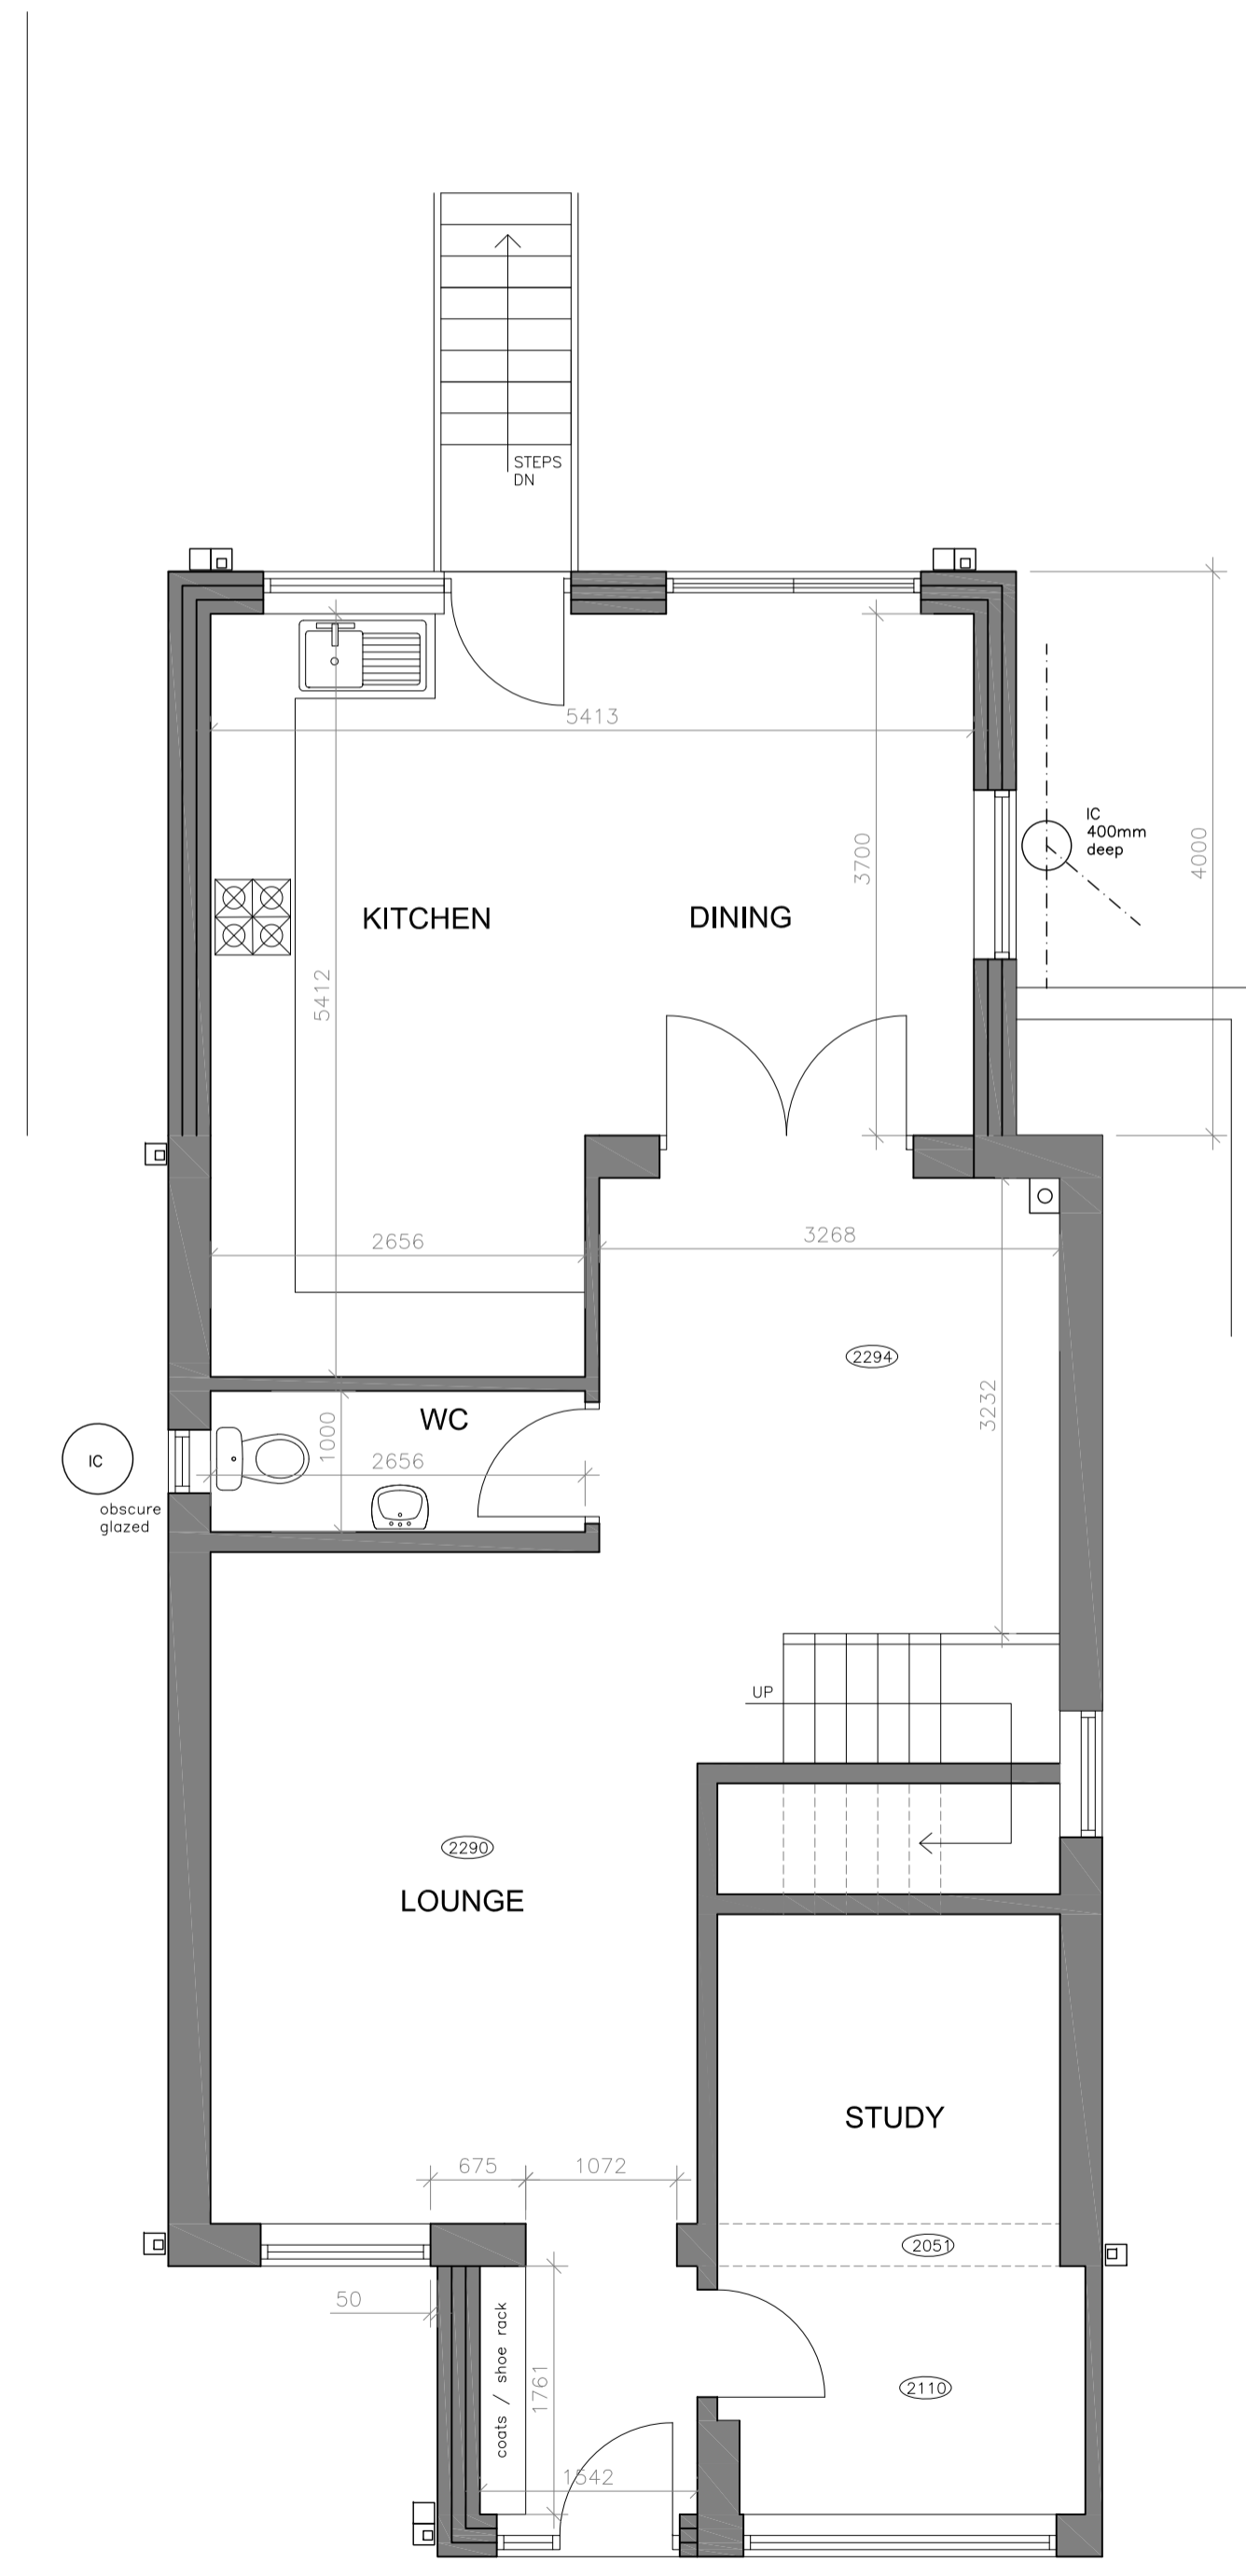 STEPS
DN
5413
IC
400mm
deep
3700
4000
KITCHEN
DINING
5412
2656
3268
2294
3232
WC
1000
2656
IC
obscure
glazed
UP
2290
LOUNGE
STUDY
675
1072
2051
50
coats / shoe rack
1761
2110
1542